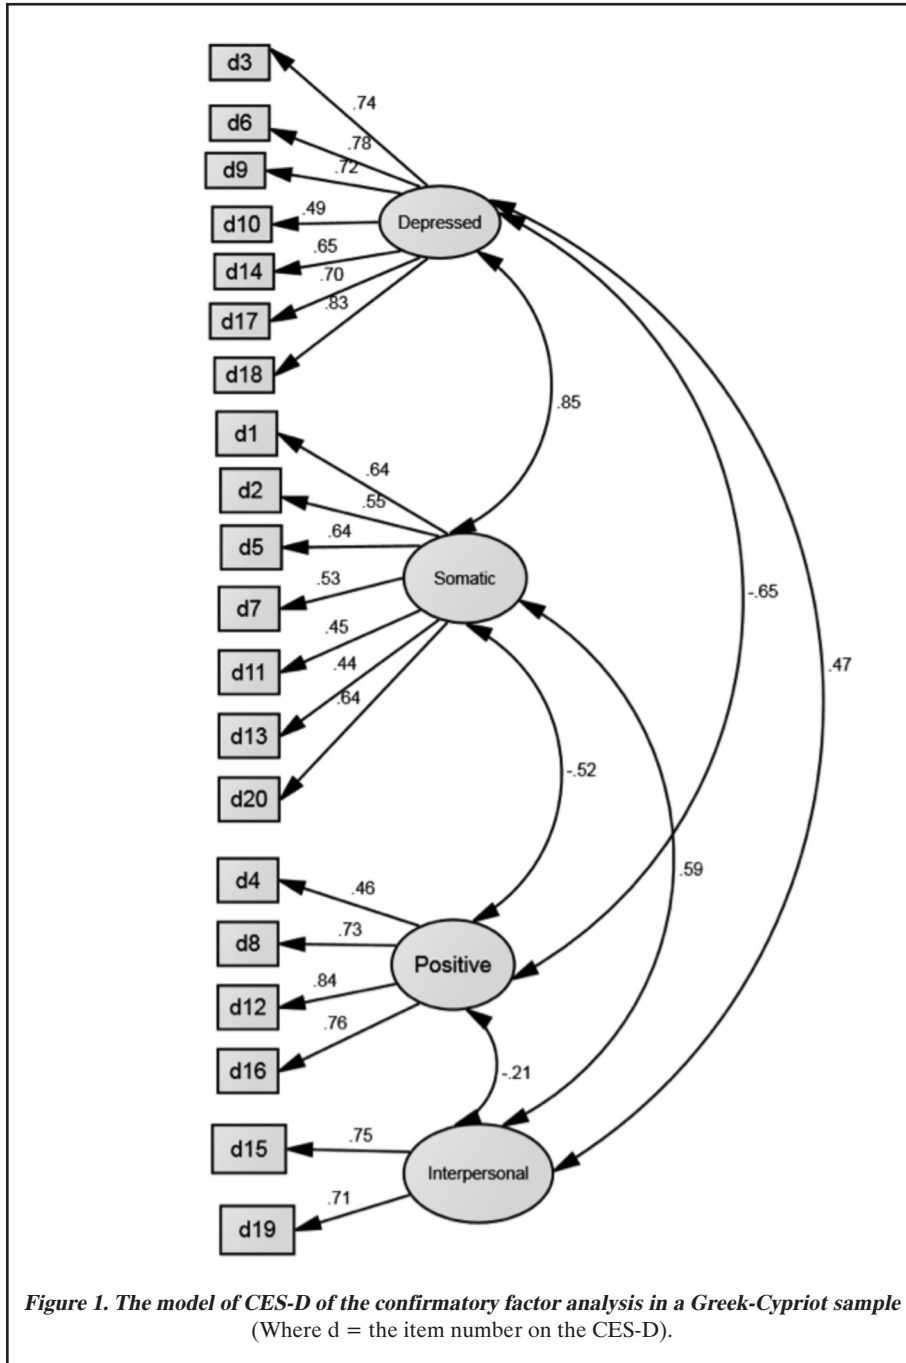 d3
.74
d6
.78
d9
.72
d10
.49
Depressed
d14
.65
.70
d17
.83
d18
.85
d1
.64
d2
.55
d5
.64
Somatic
d7
.53
-.65
d11
.45
.47
.44
d13
.64
-.52
d20
.59
d4
.46
d8
.73
Positive
d12
.84
.76
d16
-.21
d15
.75
Interpersonal
.71
d19
Figure 1. The model of CES-D of the confirmatory factor analysis in a Greek-Cypriot sample
(Where d = the item number on the CES-D).